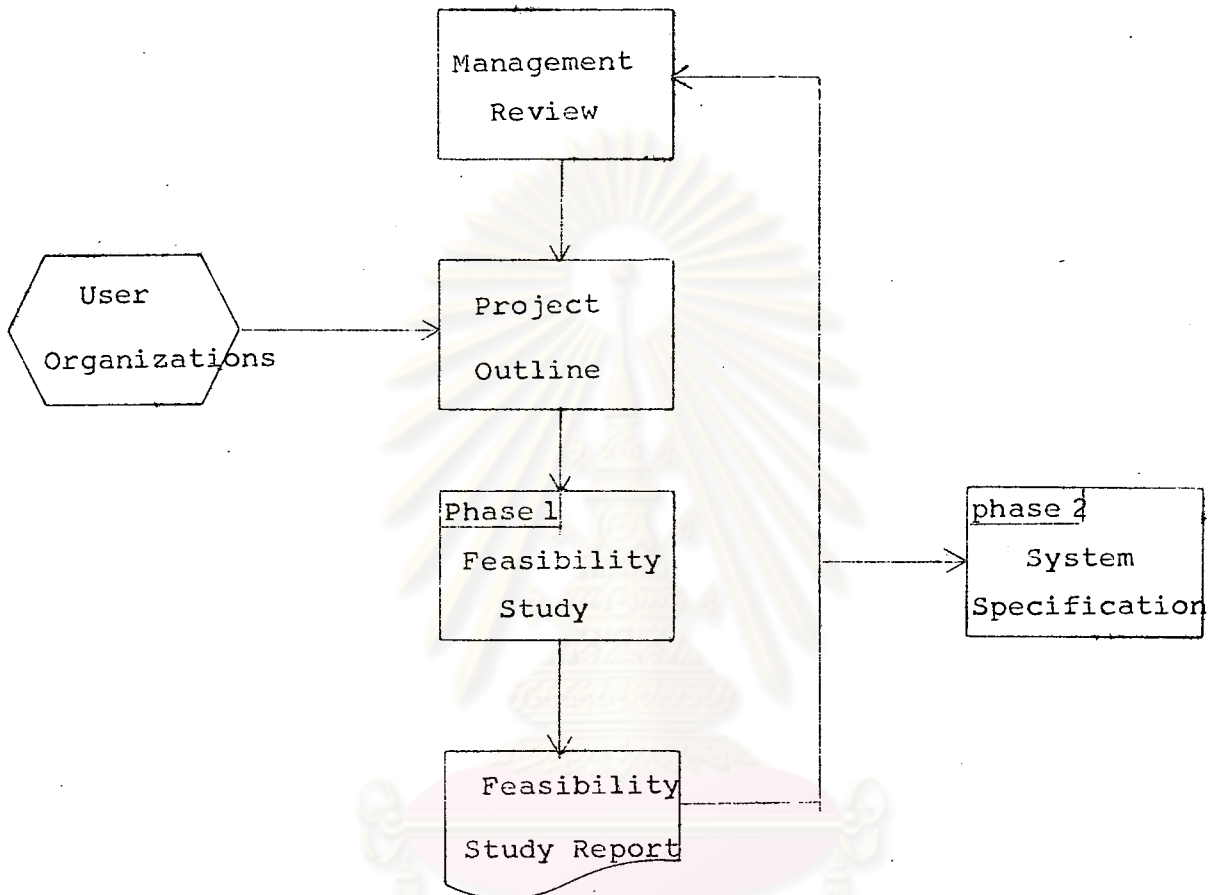 Management
Review
User
Organizations
Project
Outline
Phase 1
Feasibility
Study
phase 2
System
Specification
Feasibility
Study Report